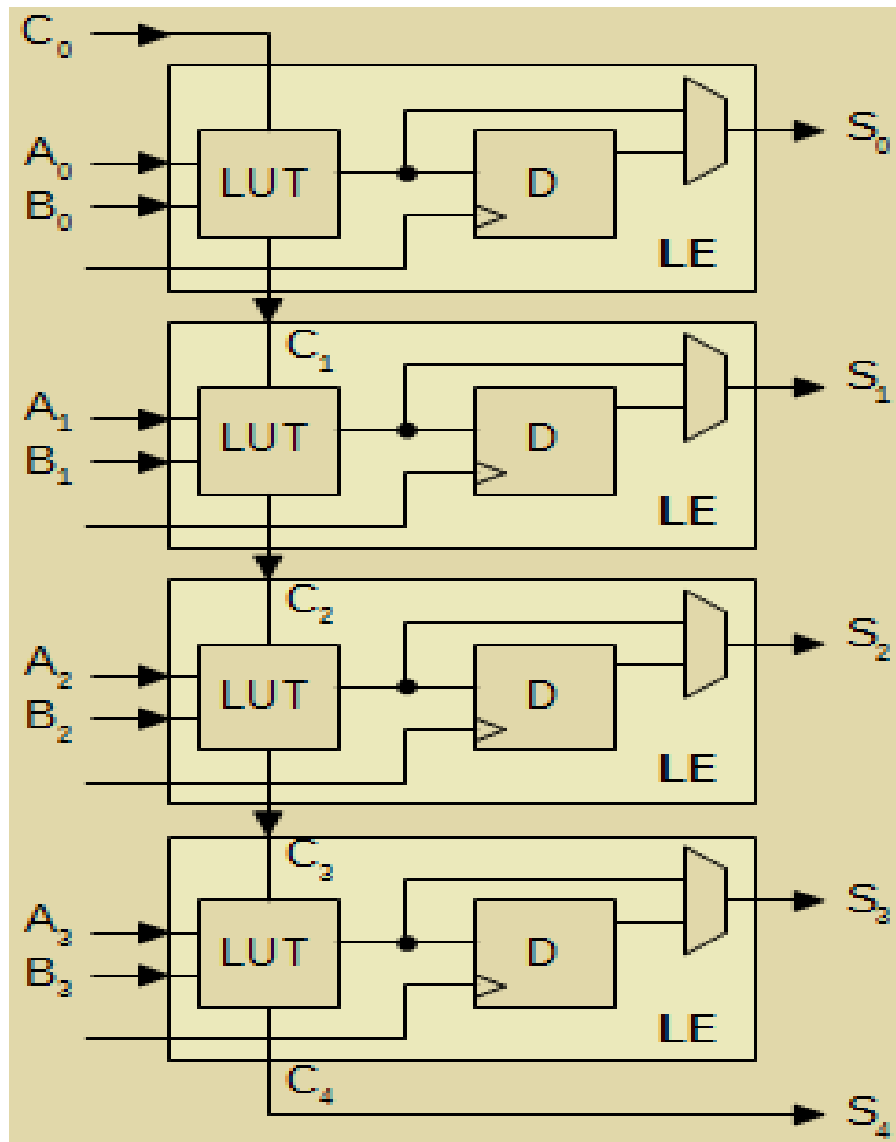 C₀
A₀ LUT D S₀
B₀
LE
C₁
A₁ LUT D S₁
B₁
LE
C₂
A₂ LUT D S₂
B₂
LE
C₃
A₃ LUT D S₃
B₃
LE
C₄
S₄